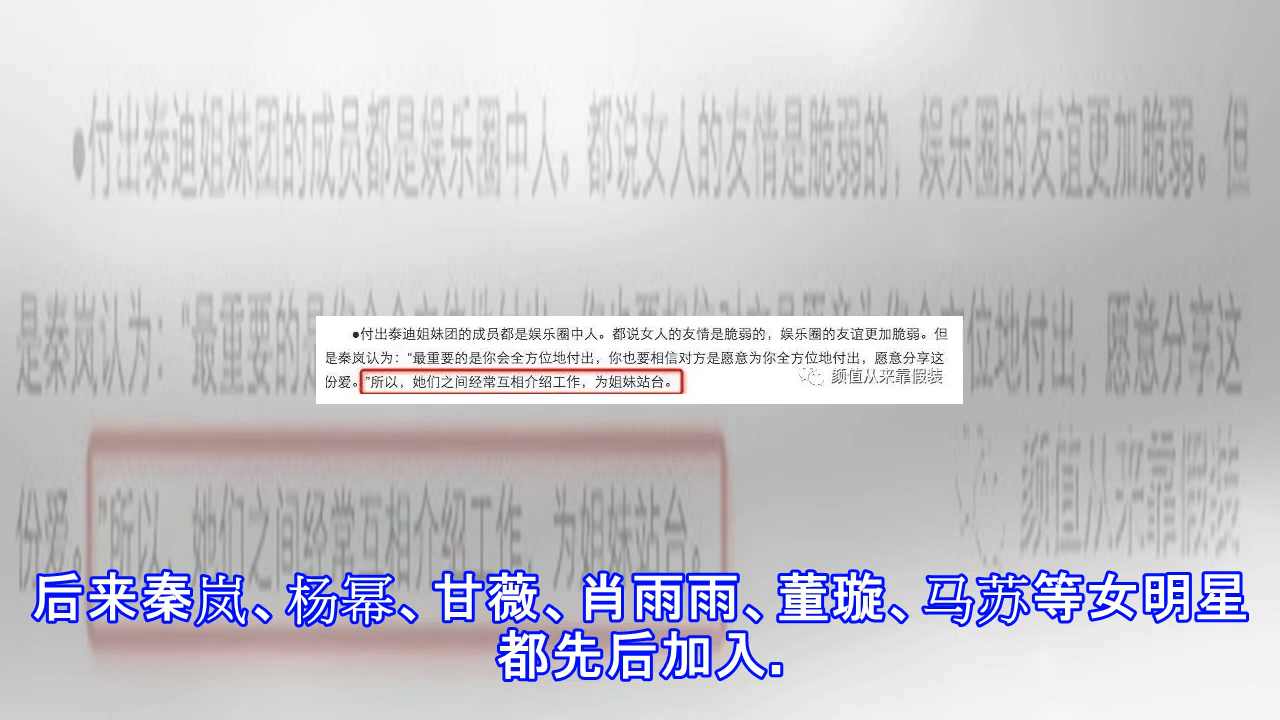 ●付出泰迪姐妹团的成员都是娱乐圈中人。都说女人的友情是脆弱的，娱乐圈的友谊更加脆弱。但
是秦岚认为：“最重要的是你会全方位地付出，你也要相信对方是愿意为你全方位地付出，愿意分享这
份爱。”所以，她们之间经常互相介绍工作，为姐妹站台。
颜值从来靠假装
后来秦岚、杨幂、甘薇、肖雨雨、董璇、马苏等女明星
都先后加入.